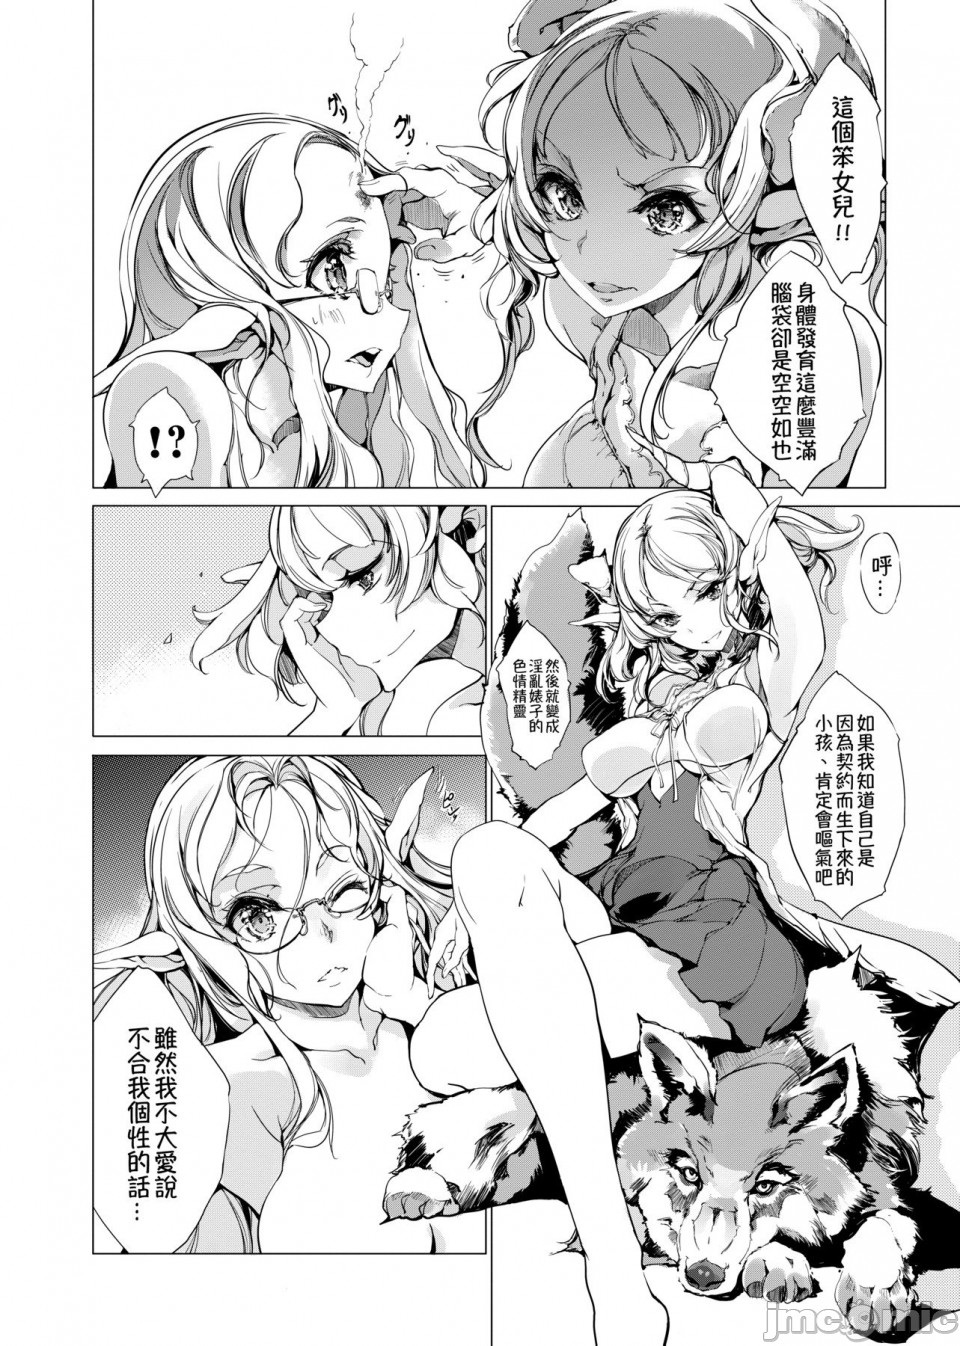 這個笨女兒!!
身體發育這麼豐滿
腦袋卻是空空如也
グリ
グリ
!?
呼…
如果我知道自己是
因為契約而生下來的
小孩、肯定會嘔氣吧
然後就變成
淫亂婊子的
色情精靈
雖然我不大愛說
不合我個性的話…
jmcomic